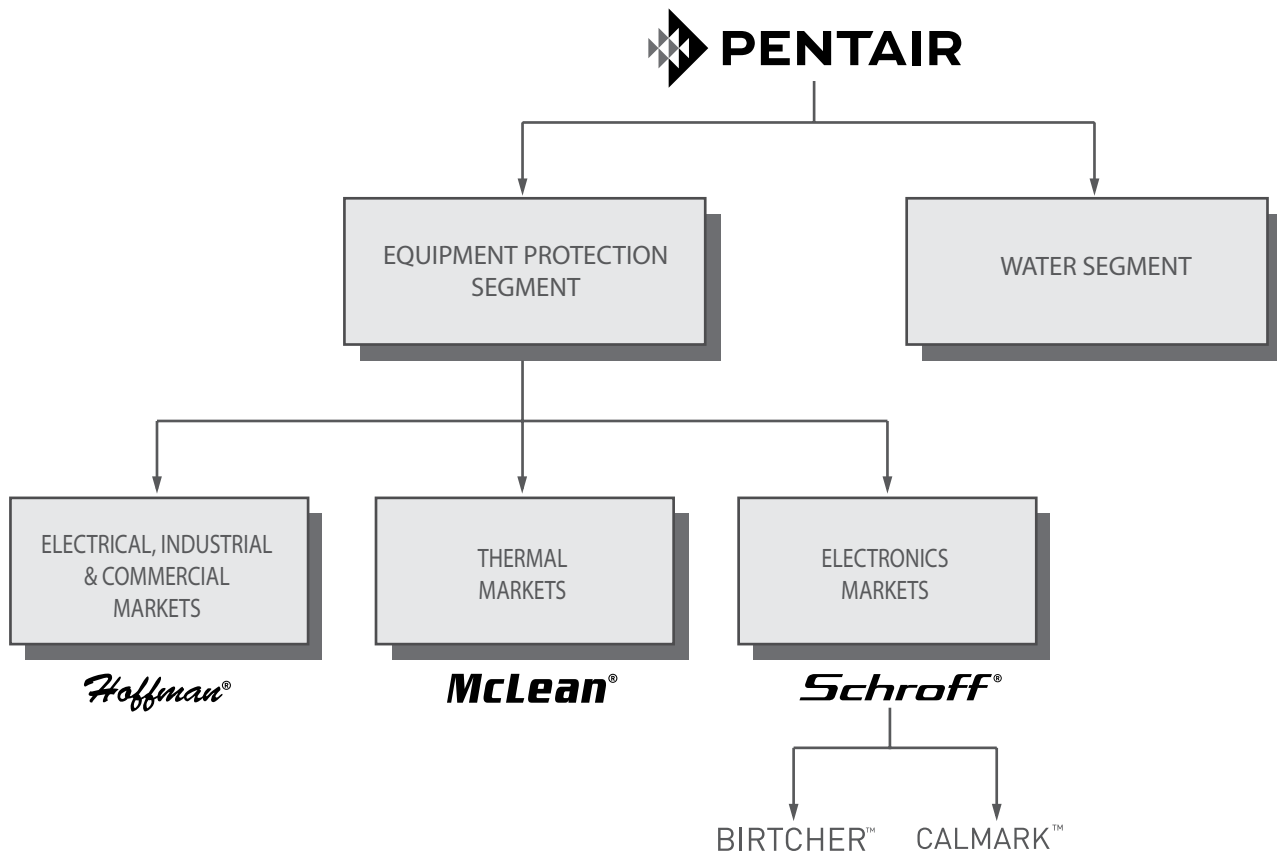 PENTAIR
EQUIPMENT PROTECTION
SEGMENT
WATER SEGMENT
ELECTRICAL, INDUSTRIAL
& COMMERCIAL
MARKETS
THERMAL
MARKETS
ELECTRONICS
MARKETS
Hoffman®
McLean®
Schroff®
BIRTCHER™
CALMARK™